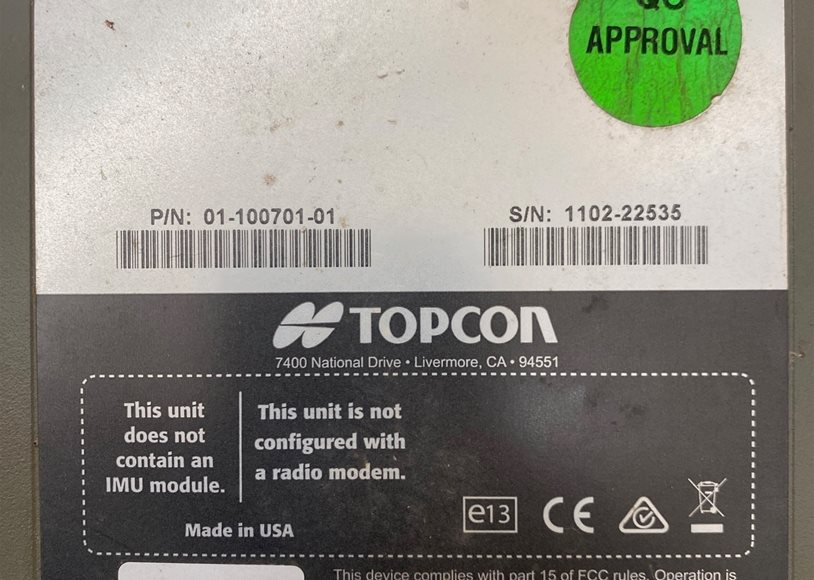 QC
APPROVAL
P/N: 01-100701-01
S/N: 1102-22535
TOPCON
7400 National Drive • Livermore, CA • 94551
This unit
does not
contain an
IMU module.
This unit is not
configured with
a radio modem.
Made in USA
e13
CE
This device complies with part 15 of FCC rules. Operation is